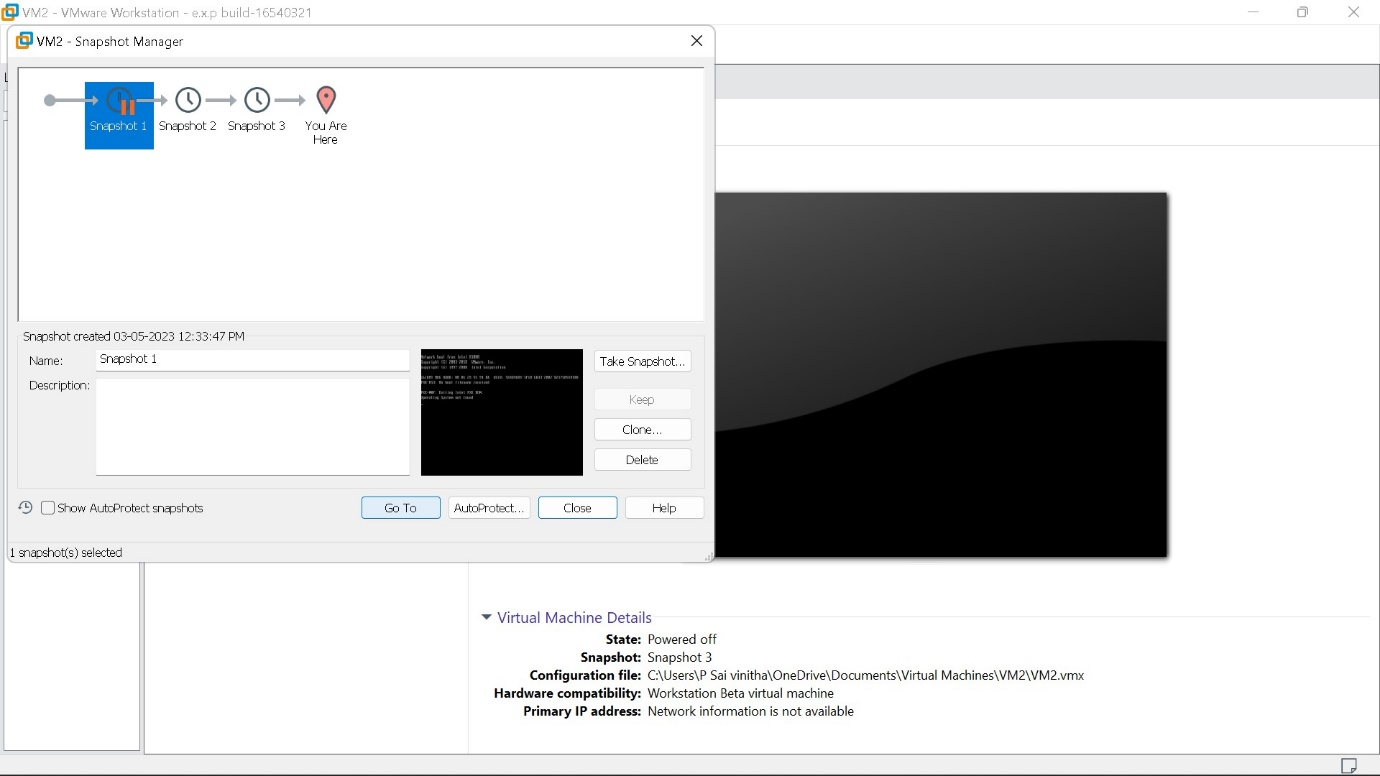 VM2 - VMware Workstation - e.x.p build-16540321
VM2 - Snapshot Manager
Snapshot 1
Snapshot 2
Snapshot 3
You Are
Here
Snapshot created 03-05-2023 12:33:47 PM
Name:
Snapshot 1
Description:
Take Snapshot...
Keep
Clone...
Delete
Show AutoProtect snapshots
Go To
AutoProtect...
Close
Help
1 snapshot(s) selected
Virtual Machine Details
State: Powered off
Snapshot: Snapshot 3
Configuration file: C:\Users\P Sai vinitha\OneDrive\Documents\Virtual Machines\VM2\VM2.vmx
Hardware compatibility: Workstation Beta virtual machine
Primary IP address: Network information is not available